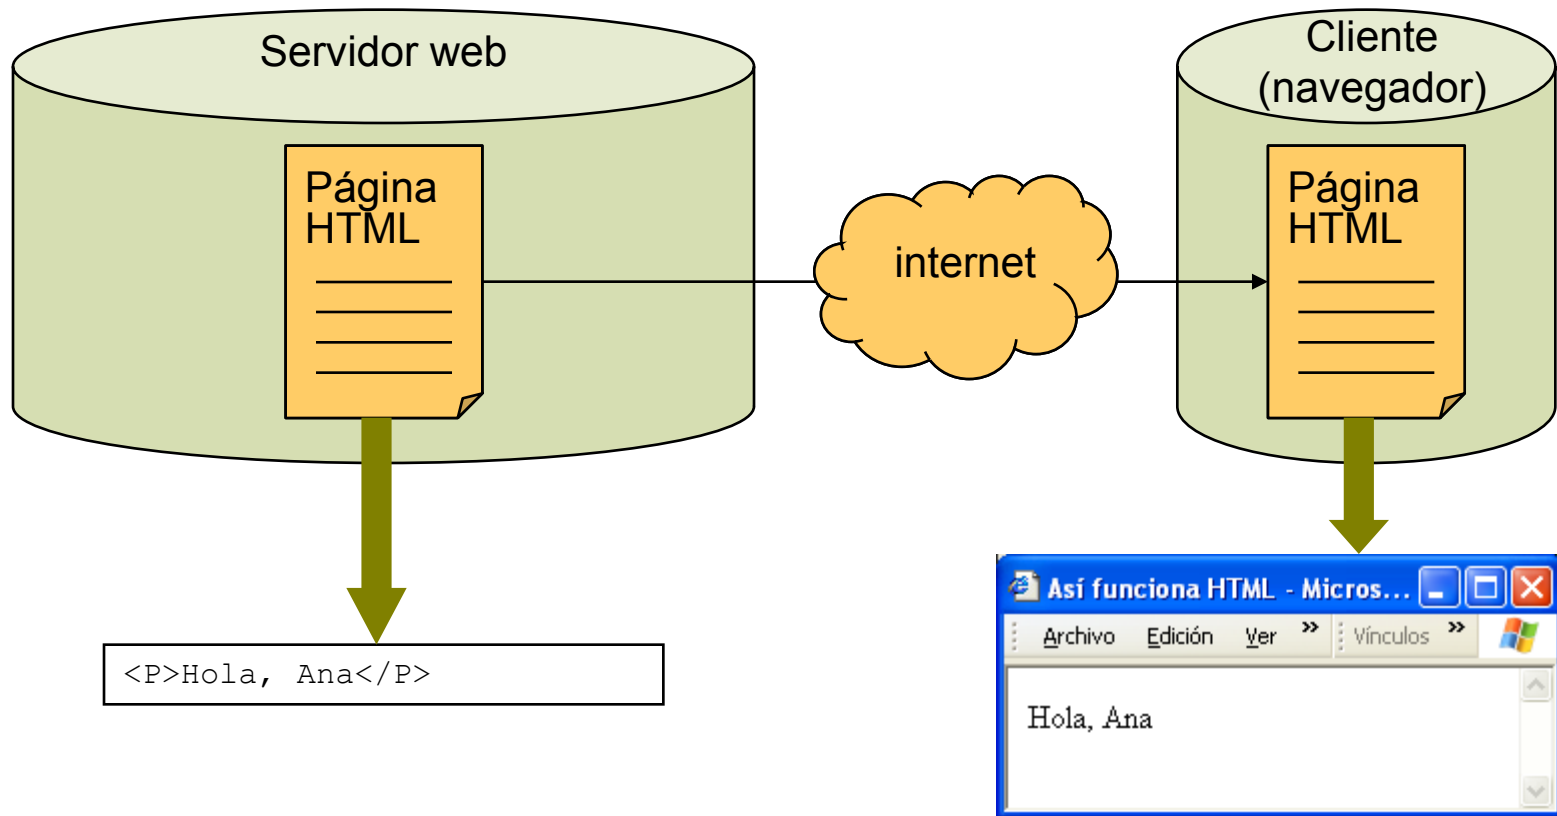 Servidor web
Cliente
(navegador)
Página
HTML
internet
Página
HTML
<P>Hola, Ana</P>
Así funciona HTML - Micros...
Archivo Edición Ver » Vínculos »
Hola, Ana